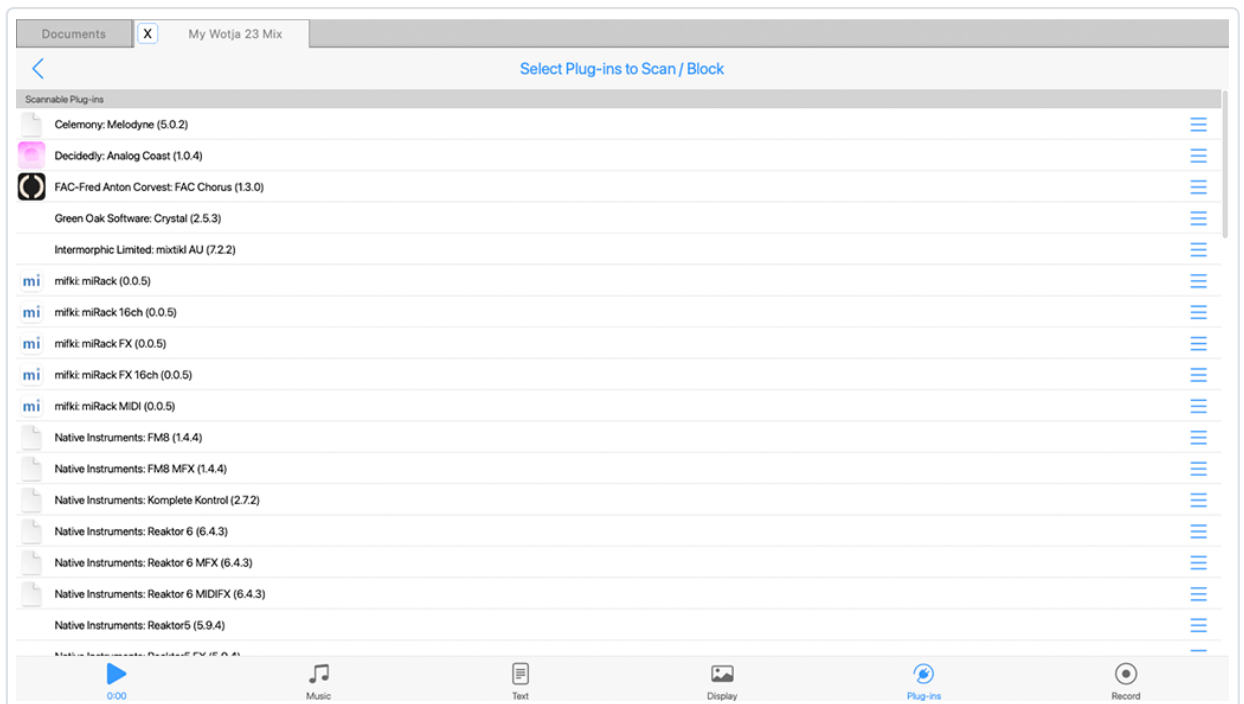 Documents X My Wotja 23 Mix
Select Plug-ins to Scan / Block
Scannable Plug-ins
Celemony: Melodyne (5.0.2)
Decidedly: Analog Coast (1.0.4)
FAC-Fred Anton Corvest: FAC Chorus (1.3.0)
Green Oak Software: Crystal (2.5.3)
Intermorphic Limited: mixtikl AU (7.2.2)
mi mifki: miRack (0.0.5)
mi mifki: miRack 16ch (0.0.5)
mi mifki: miRack FX (0.0.5)
mi mifki: miRack FX 16ch (0.0.5)
mi mifki: miRack MIDI (0.0.5)
Native Instruments: FM8 (1.4.4)
Native Instruments: FM8 MFX (1.4.4)
Native Instruments: Komplete Kontrol (2.7.2)
Native Instruments: Reaktor 6 (6.4.3)
Native Instruments: Reaktor 6 MFX (6.4.3)
Native Instruments: Reaktor 6 MIDIFX (6.4.3)
Native Instruments: Reaktor5 (5.9.4)
Native Instruments: Reaktor5 FX (5.9.4)
0:00 Music Text Display Plug-ins Record